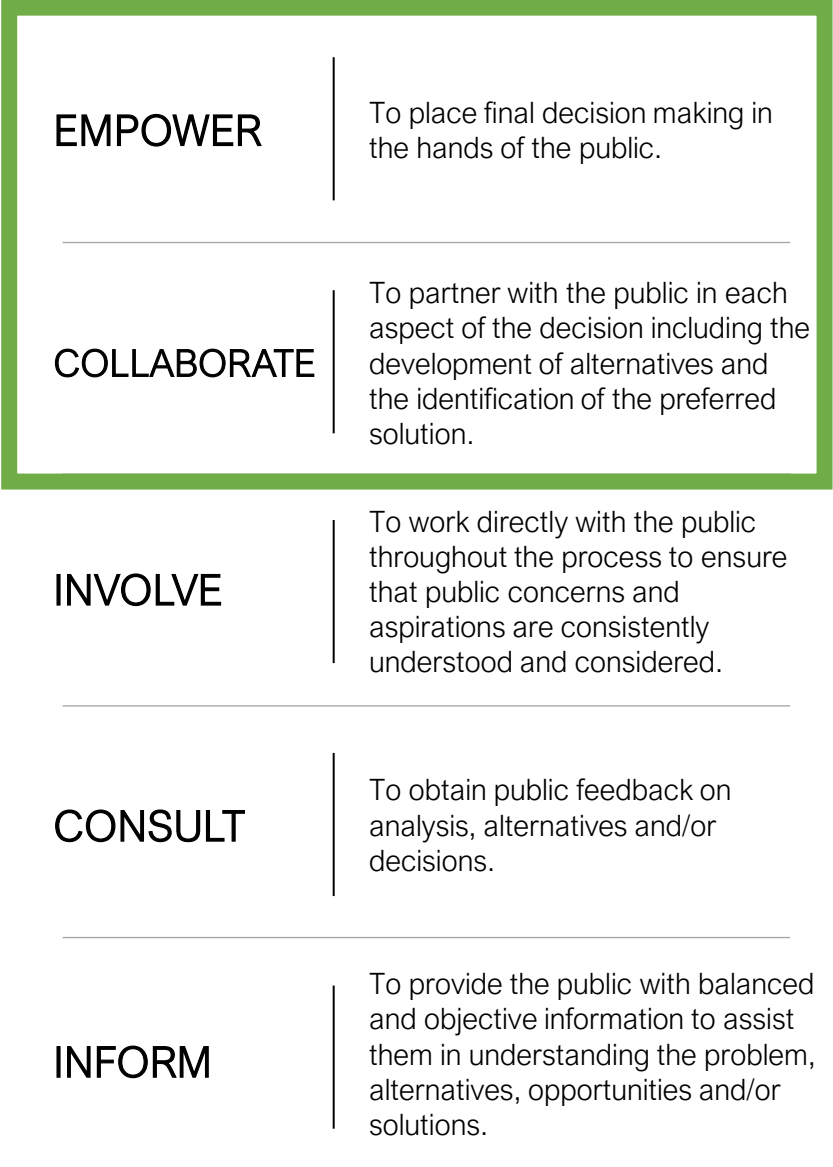 EMPOWER
To place final decision making in
the hands of the public.
COLLABORATE
To partner with the public in each
aspect of the decision including the
development of alternatives and
the identification of the preferred
solution.
INVOLVE
To work directly with the public
throughout the process to ensure
that public concerns and
aspirations are consistently
understood and considered.
CONSULT
To obtain public feedback on
analysis, alternatives and/or
decisions.
INFORM
To provide the public with balanced
and objective information to assist
them in understanding the problem,
alternatives, opportunities and/or
solutions.